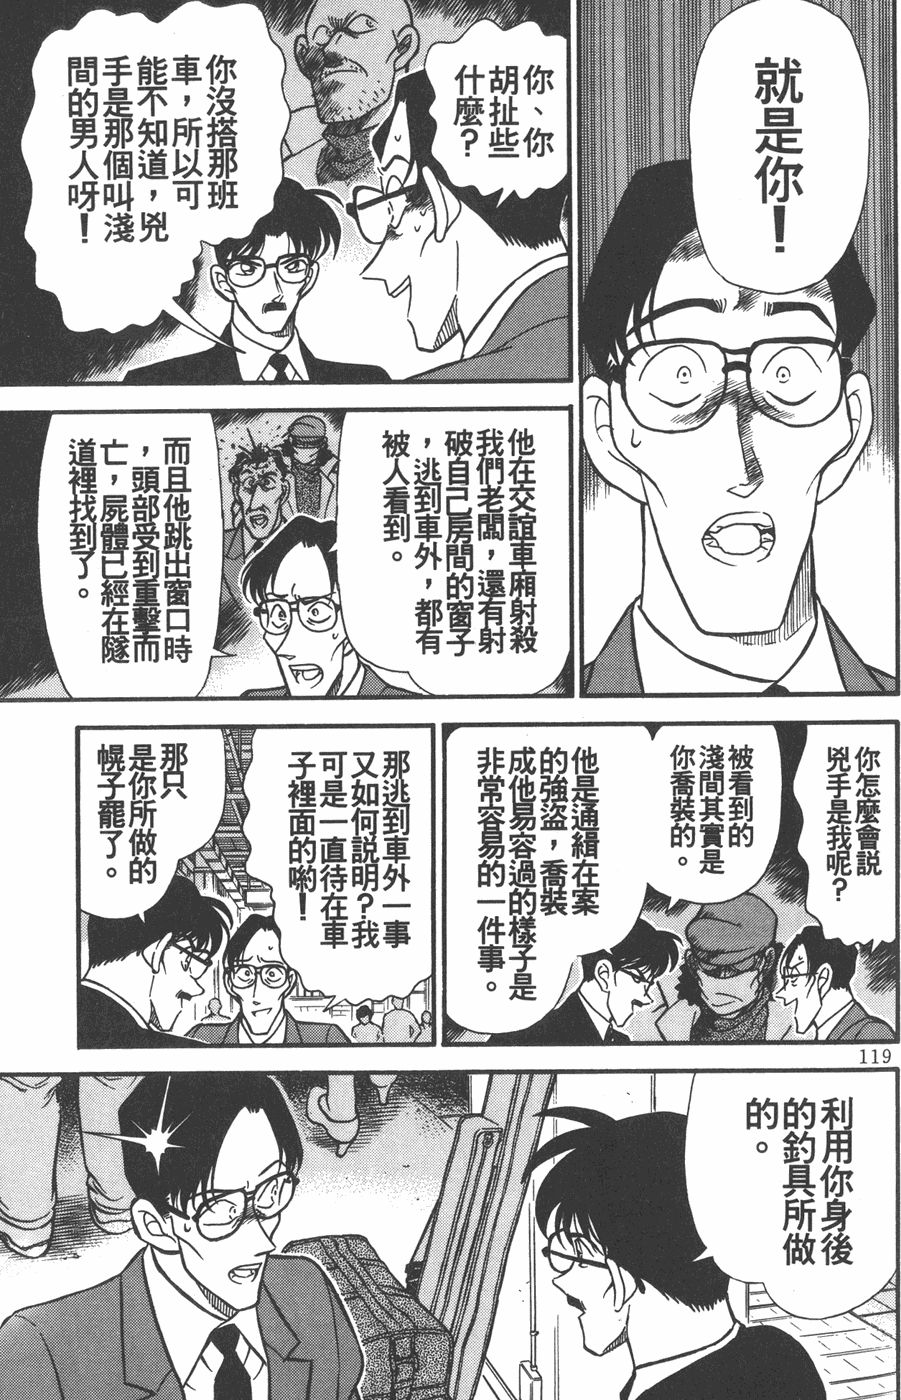 就是你！
你、你
胡扯些
什麼？
你沒搭那班
車，所以可
能不知道，兇
手是那個叫淺
間的男人呀！
他在交誼車廂射殺
我們老闆，還有射
破自己房間的窗子
，逃到車外，都有
被人看到。
而且他跳出窗口時
，頭部受到重擊而
亡，屍體已經在隧
道裡找到了。
你怎麼會說
兇手是我呢？
被看到的
淺間其實是
你喬裝的。
他是通緝在案
的強盜，喬裝
成他易容過的樣子是
非常容易的一件事
。
那逃到車外一事
又如何說明？我
可是一直待在車
子裡面的喲！
那只
是你所做的
幌子罷了。
119
利用你身後
的釣具所做
的。